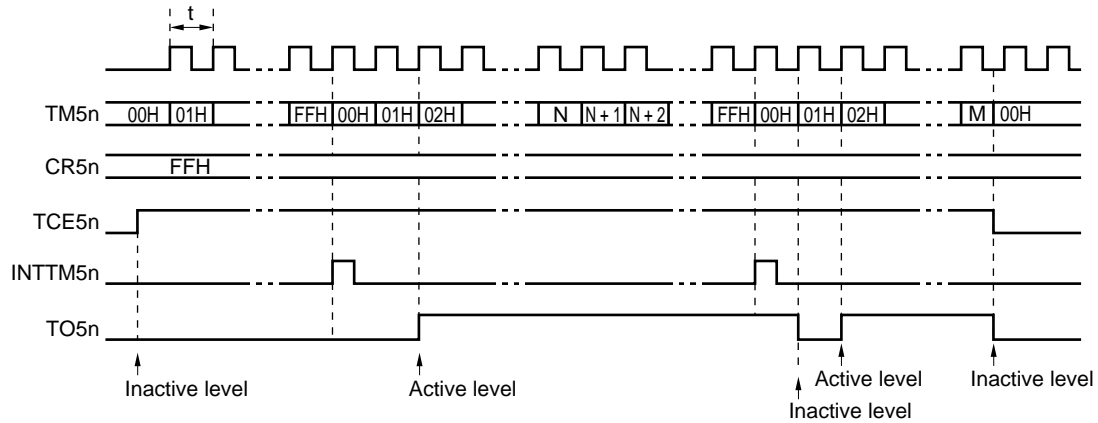 t
TM5n 00H 01H FFH 00H 01H 02H N N + 1 N + 2 FFH 00H 01H 02H M 00H
CR5n FFH
TCE5n
INTTM5n
TO5n
Inactive level Active level Active level Inactive level
Inactive level